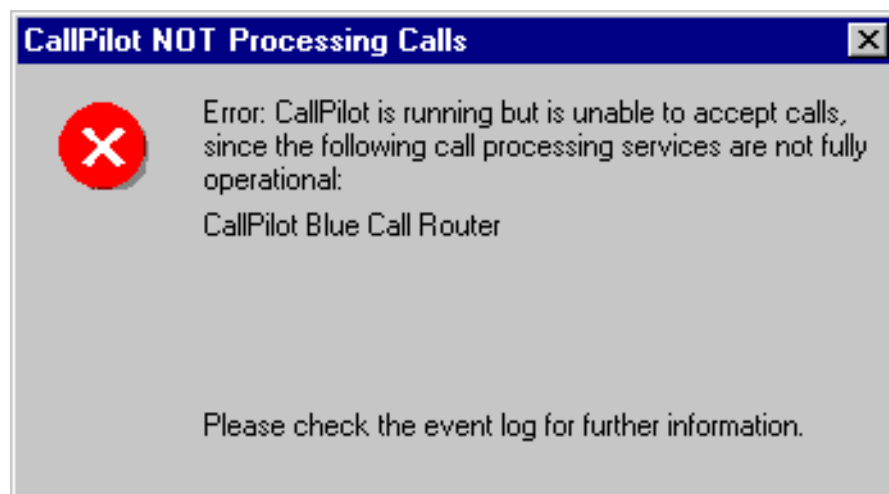 CallPilot NOT Processing Calls
Error: CallPilot is running but is unable to accept calls,
since the following call processing services are not fully
operational:
CallPilot Blue Call Router
Please check the event log for further information.